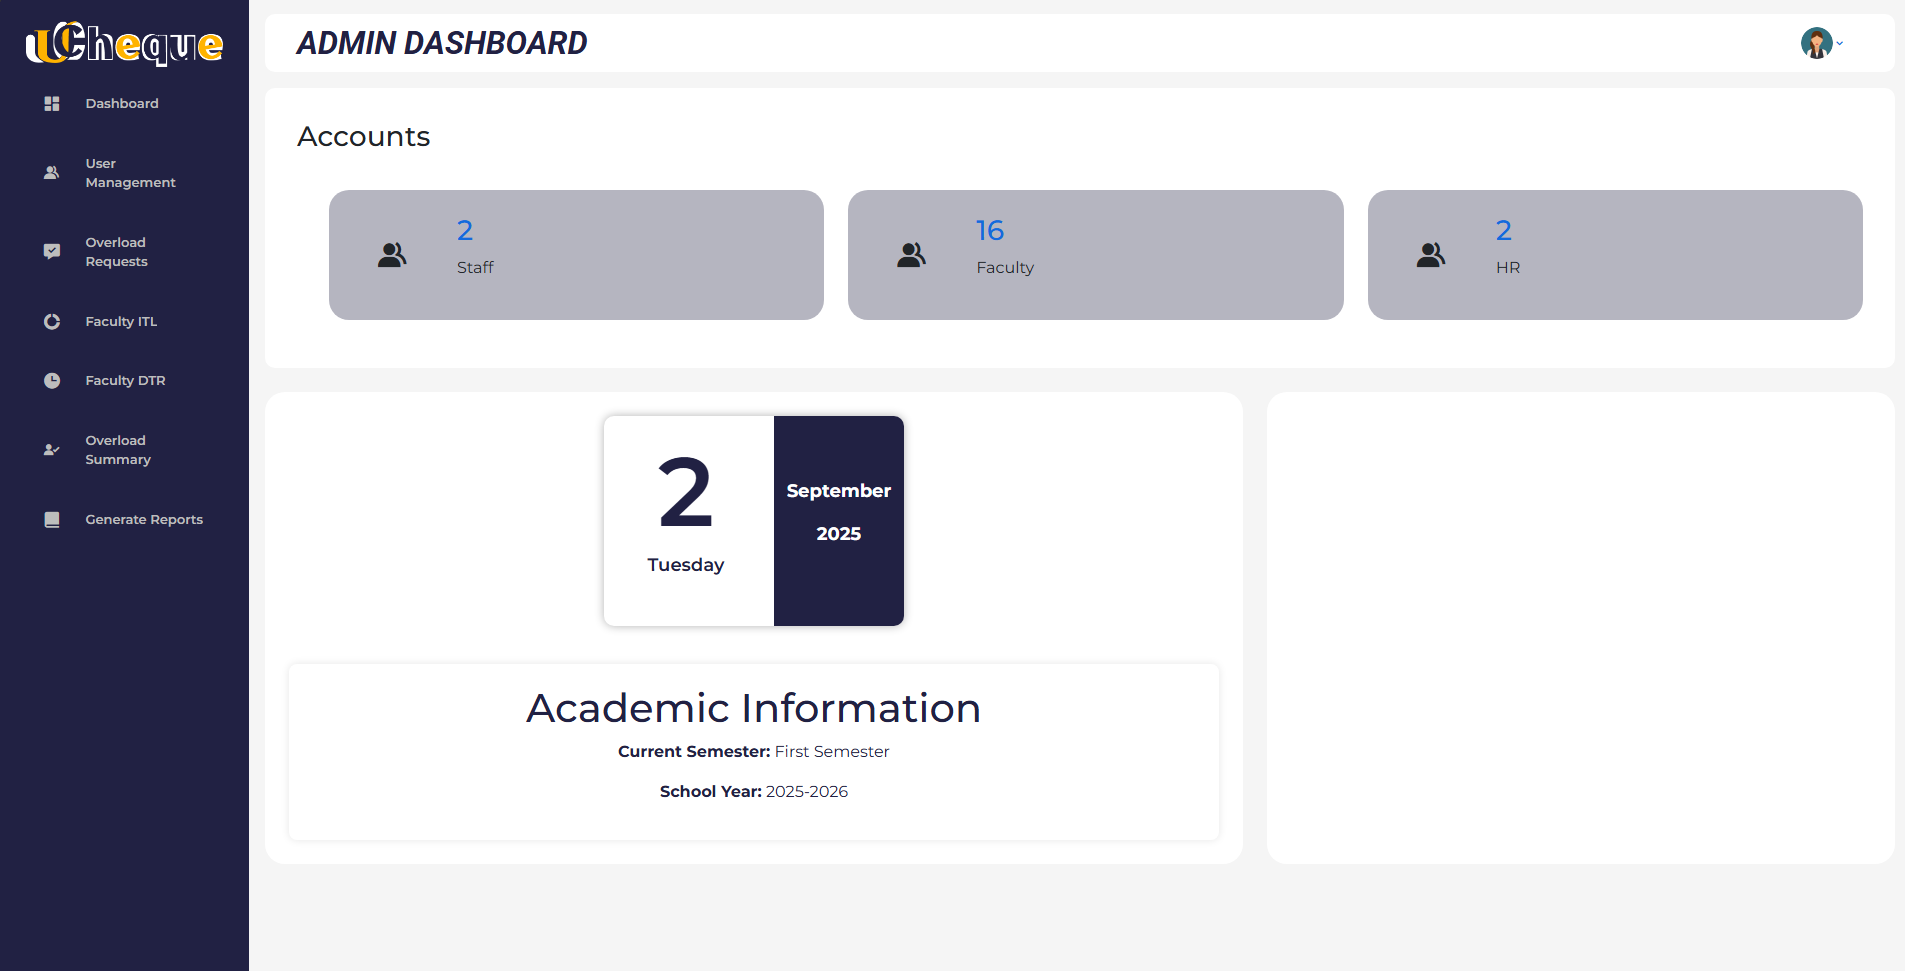 UCheque
Dashboard
User
Management
Overload
Requests
Faculty ITL
Faculty DTR
Overload
Summary
Generate Reports
ADMIN DASHBOARD
Accounts
2
Staff
16
Faculty
2
HR
2
Tuesday
September
2025
Academic Information
Current Semester: First Semester
School Year: 2025-2026